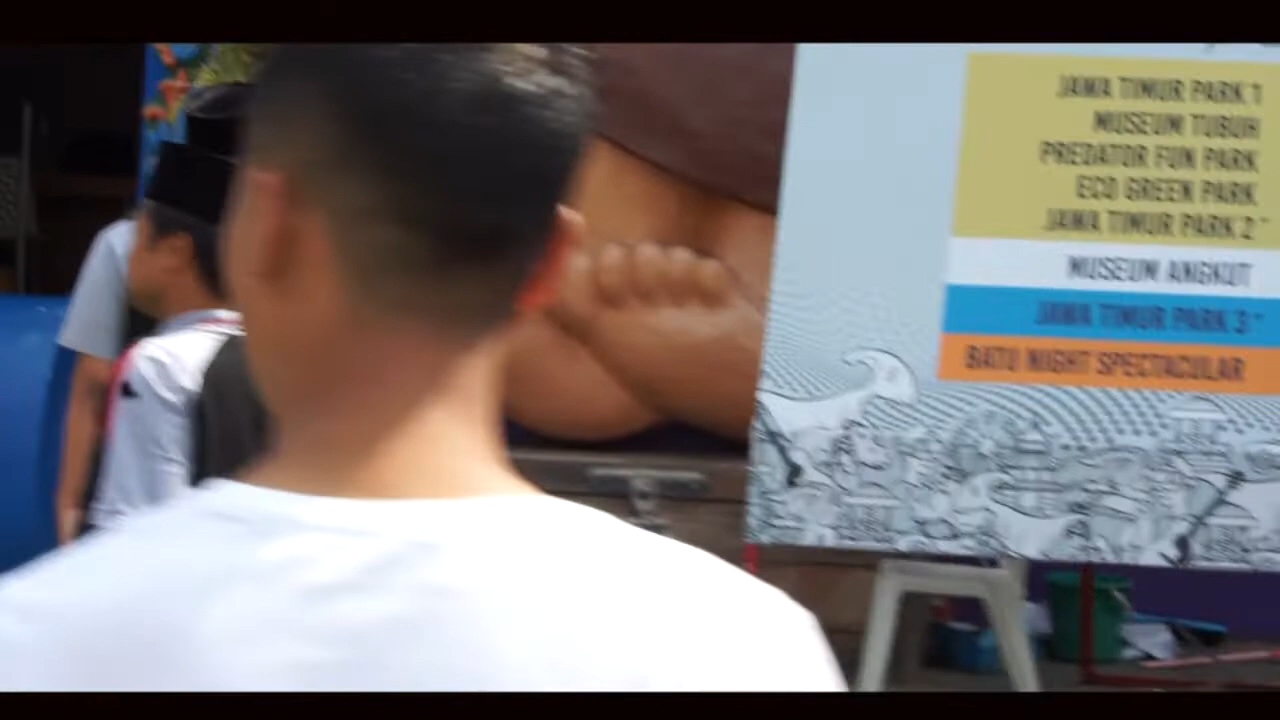 JAWA TIMUR PARK 1
MUSEUM TUBUH
PREDATOR FUN PARK
ECO GREEN PARK
JAWA TIMUR PARK 2*
MUSEUM ANGKUT
JAWA TIMUR PARK 3*
BATU NIGHT SPECTACULAR